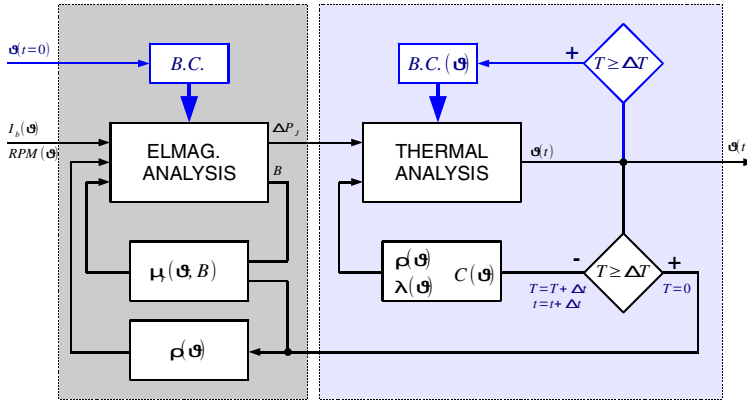 ϑ(t=0)
B.C.
B.C.(ϑ)
+
T≥ΔT
I_b(ϑ)
RPM(ϑ)
ELMAG.
ANALYSIS
ΔP_J
B
THERMAL
ANALYSIS
ϑ(t)
ϑ(t
μ_r(ϑ,B)
ρ(ϑ)
λ(ϑ)
C(ϑ)
-
T=T+Δt
t=t+Δt
T≥ΔT
+
T=0
ρ(ϑ)